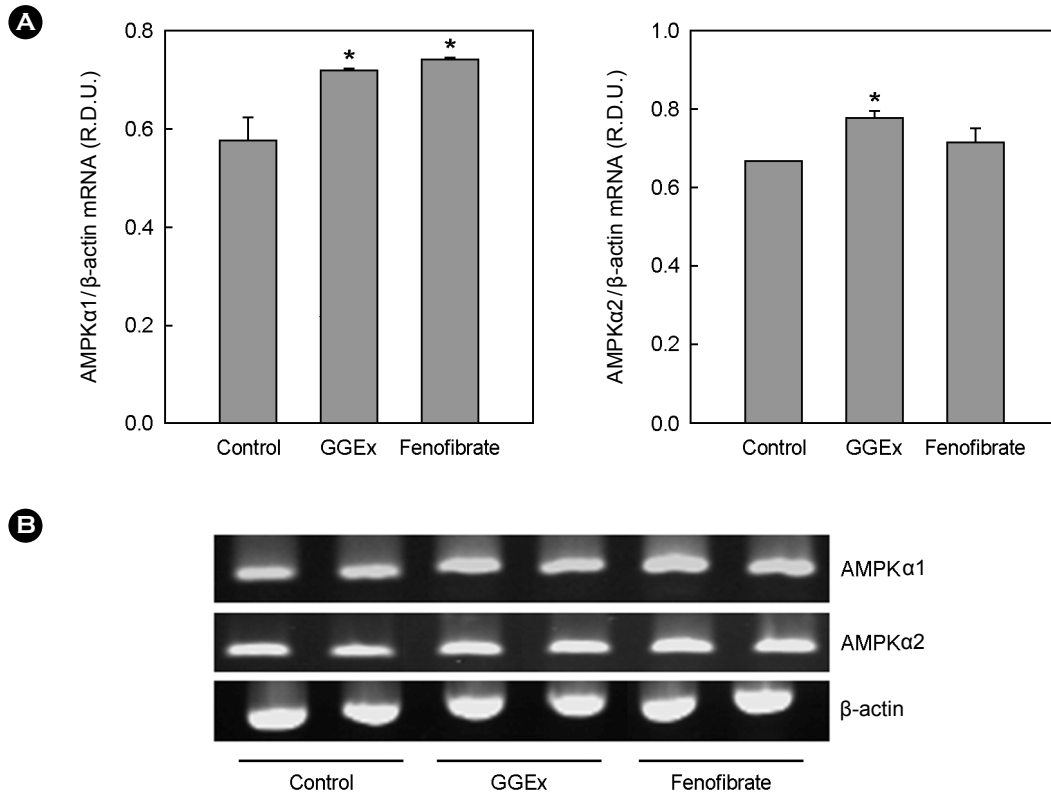 A
AMPKα1/β-actin mRNA (R.D.U.)
0.8
0.6
0.4
0.2
0.0
*
*
Control GGEx Fenofibrate
AMPKα2/β-actin mRNA (R.D.U.)
1.0
0.8
0.6
0.4
0.2
0.0
*
Control GGEx Fenofibrate
B
AMPKα1
AMPKα2
β-actin
Control GGEx Fenofibrate